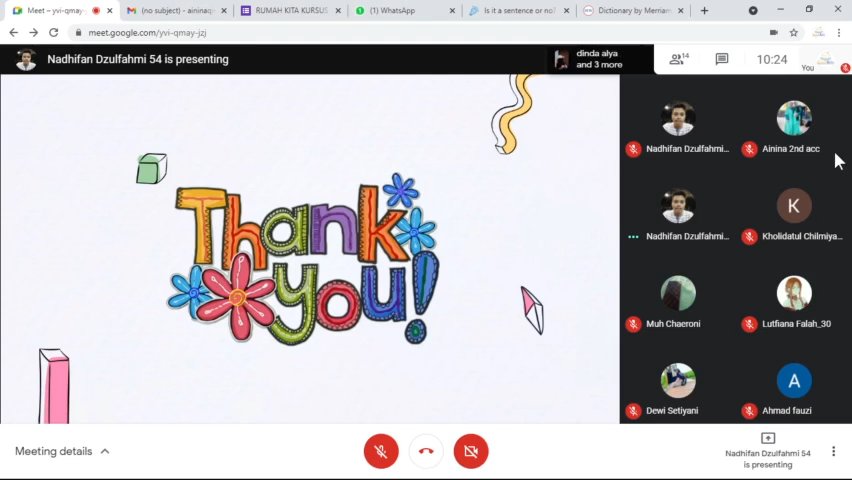 Meet – yvi-qmay-
(no subject) - aininaq
RUMAH KITA KURSUS
(1) WhatsApp
Is it a sentence or no?
Dictionary by Merriam
meet.google.com/yvi-qmay-jzj
Nadhifan Dzulfahmi 54 is presenting
dinda alya
and 3 more
14
10:24
You
Thank
you!
Nadhifan Dzulfahmi...
Ainina 2nd acc
Nadhifan Dzulfahmi...
K
Kholidatul Chilmiya...
Muh Chaeroni
Lutfiana Falah_30
Dewi Setiyani
A
Ahmad fauzi
Meeting details
Nadhifan Dzulfahmi 54
is presenting